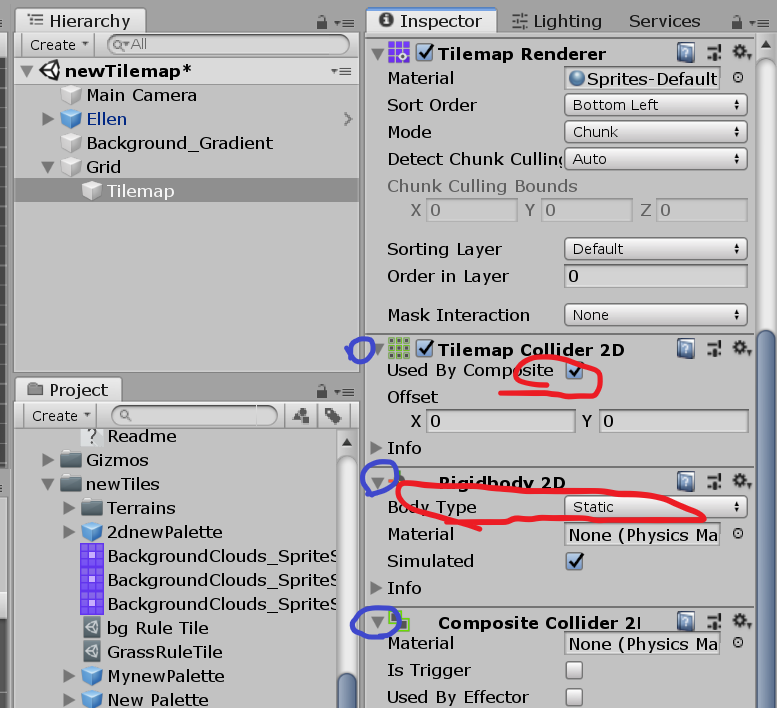 Hierarchy
Create
All
newTilemap*
Main Camera
Ellen
Background_Gradient
Grid
Tilemap
Project
Create
Readme
Gizmos
newTiles
Terrains
2dnewPalette
BackgroundClouds_SpriteS
BackgroundClouds_SpriteS
BackgroundClouds_SpriteS
bg Rule Tile
GrassRuleTile
MynewPalette
New Palette
Inspector Lighting Services
Tilemap Renderer
Material Sprites-Default
Sort Order Bottom Left
Mode Chunk
Detect Chunk Culling Auto
Chunk Culling Bounds
X 0 Y 0 Z 0
Sorting Layer Default
Order in Layer 0
Mask Interaction None
Tilemap Collider 2D
Used By Composite
Offset
X 0 Y 0
Info
Rigidbody 2D
Body Type Static
Material None (Physics Ma
Simulated
Info
Composite Collider 2
Material None (Physics Ma
Is Trigger
Used By Effector